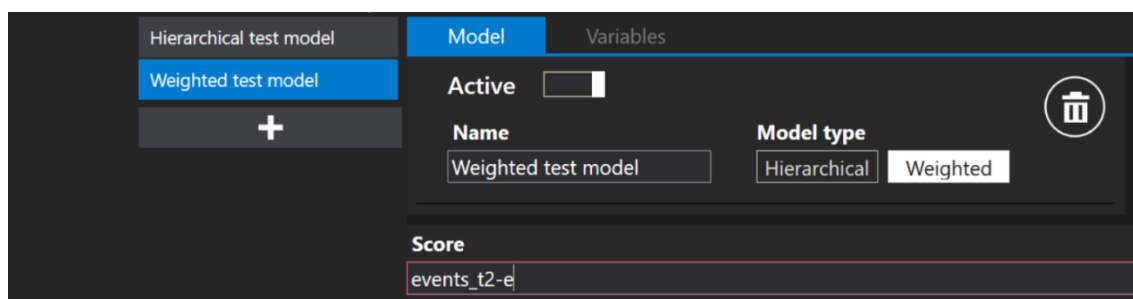 Hierarchical test model
Weighted test model
Model Variables
Active
Name Model type
Weighted test model Hierarchical Weighted
Score
events_t2-e